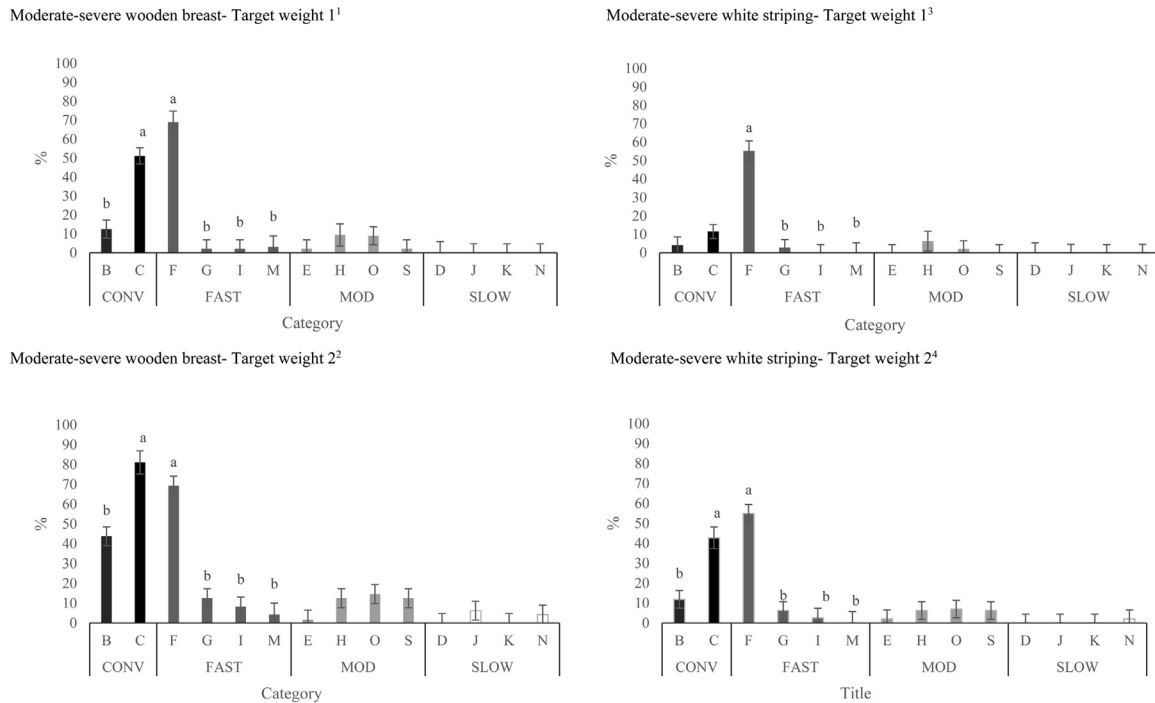 Moderate-severe wooden breast- Target weight 1¹
100
90
80
70
60
50
40
30
20
10
0
%
b
a
a
b
b
b
B C F G I M E H O S D J K N
CONV FAST MOD SLOW
Category
Moderate-severe white striping- Target weight 1³
100
90
80
70
60
50
40
30
20
10
0
%
a
b
b
b
B C F G I M E H O S D J K N
CONV FAST MOD SLOW
Category
Moderate-severe wooden breast- Target weight 2²
100
90
80
70
60
50
40
30
20
10
0
%
b
a
a
b
b
b
B C F G I M E H O S D J K N
CONV FAST MOD SLOW
Category
Moderate-severe white striping- Target weight 2⁴
100
90
80
70
60
50
40
30
20
10
0
%
b
a
a
b
b
b
B C F G I M E H O S D J K N
CONV FAST MOD SLOW
Title